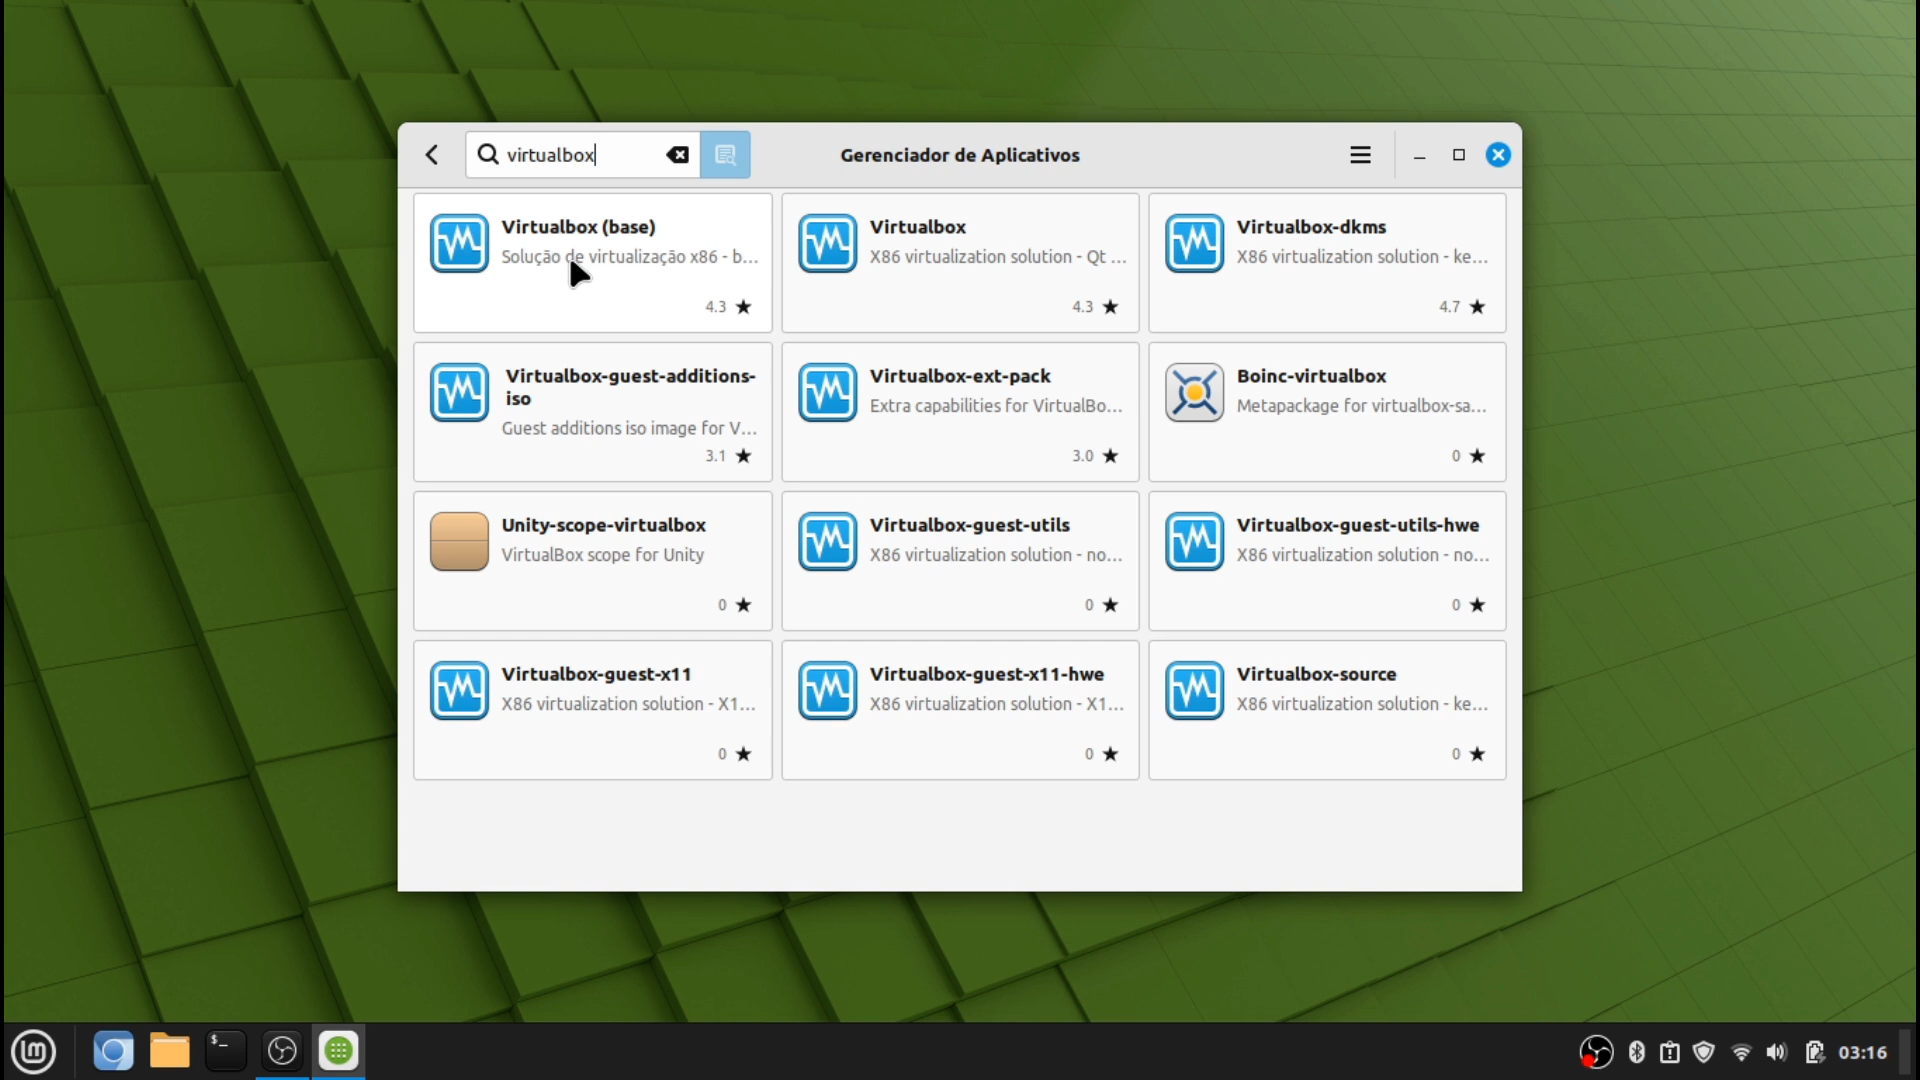 virtualbox
Gerenciador de Aplicativos
Virtualbox (base)
Solução de virtualização x86 - b...
4.3
Virtualbox
X86 virtualization solution - Qt ...
4.3
Virtualbox-dkms
X86 virtualization solution - ke...
4.7
Virtualbox-guest-additions-
iso
Guest additions iso image for V...
3.1
Virtualbox-ext-pack
Extra capabilities for VirtualBo...
3.0
Boinc-virtualbox
Metapackage for virtualbox-sa...
0
Unity-scope-virtualbox
VirtualBox scope for Unity
0
Virtualbox-guest-utils
X86 virtualization solution - no...
0
Virtualbox-guest-utils-hwe
X86 virtualization solution - no...
0
Virtualbox-guest-x11
X86 virtualization solution - X1...
0
Virtualbox-guest-x11-hwe
X86 virtualization solution - X1...
0
Virtualbox-source
X86 virtualization solution - ke...
0
$_
03:16